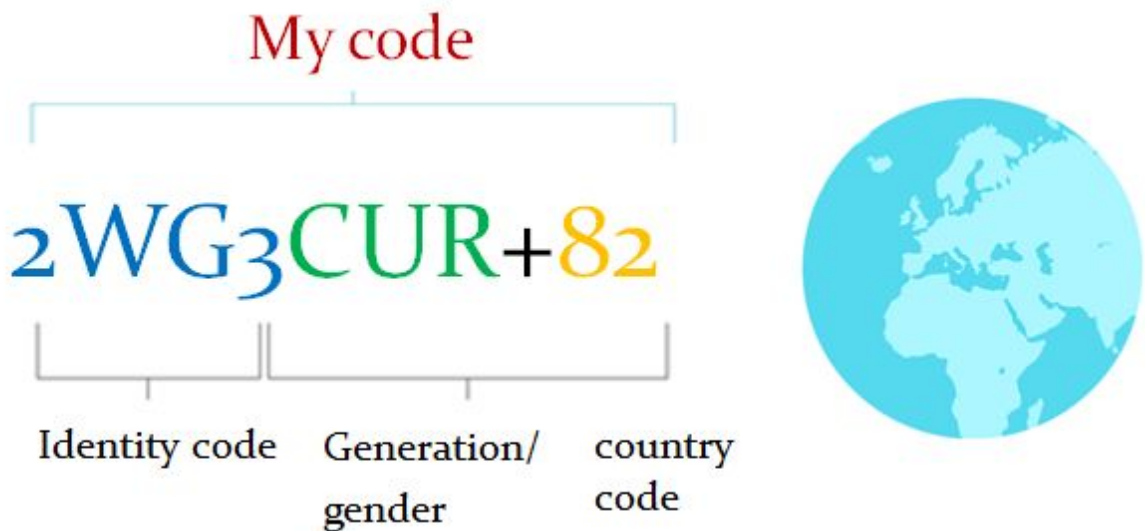 My code
2WG3CUR+82
Identity code
Generation/
gender
country
code